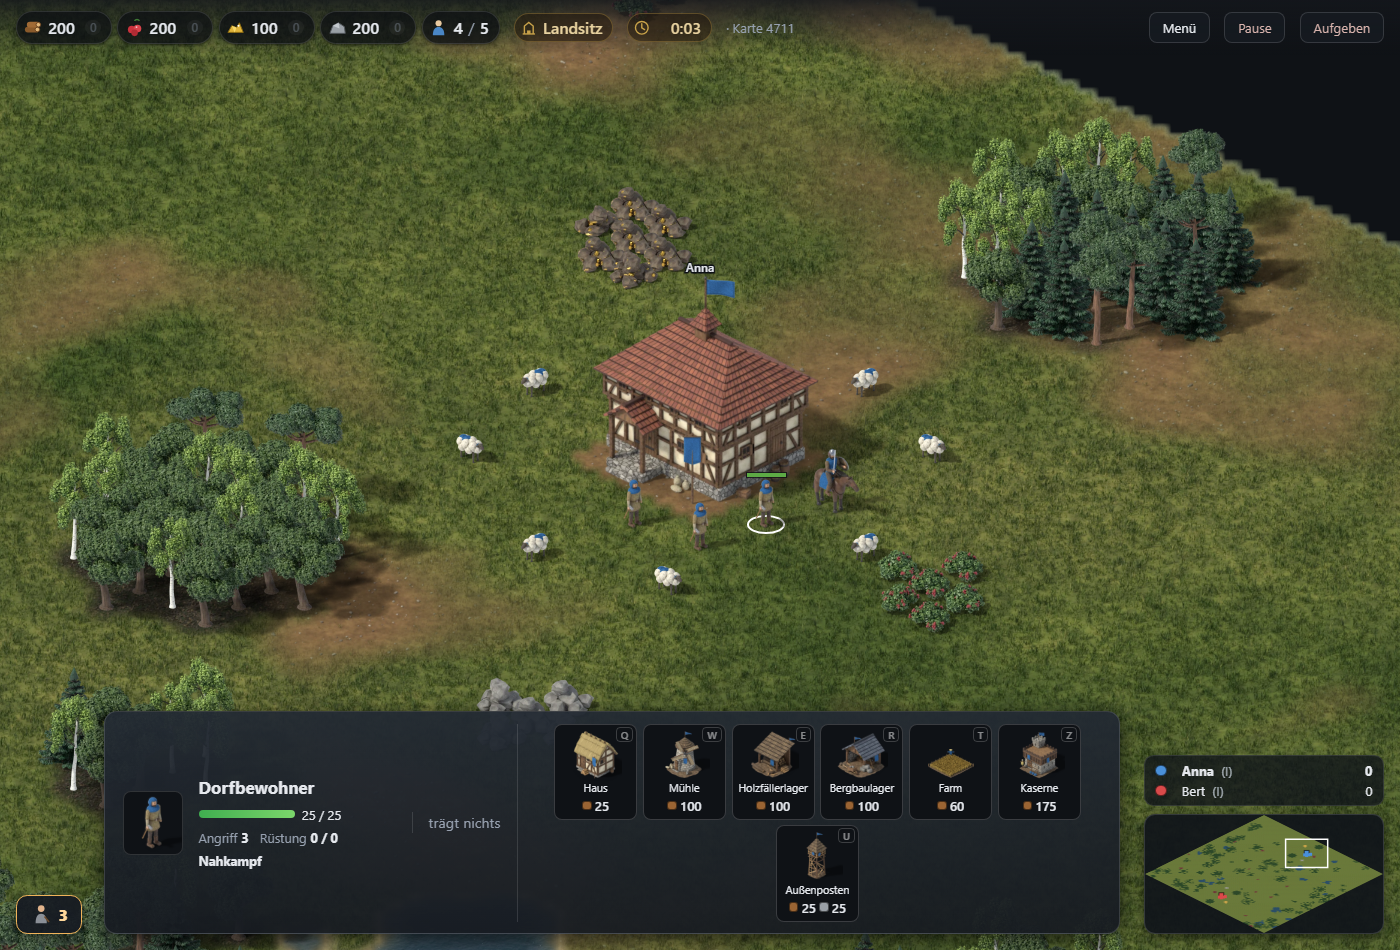 200 0 200 0 100 0 200 0 4 / 5 Landsitz 0:03 · Karte 4711 Menü Pause Aufgeben
Anna
Q W E R T Z
Haus Mühle Holzfällerlager Bergbaulager Farm Kaserne
25 100 100 100 60 175
Dorfbewohner
25 / 25
Angriff 3 Rüstung 0 / 0
Nahkampf
trägt nichts
U
Außenposten
25 25
Anna (I) 0
Bert (I) 0
3